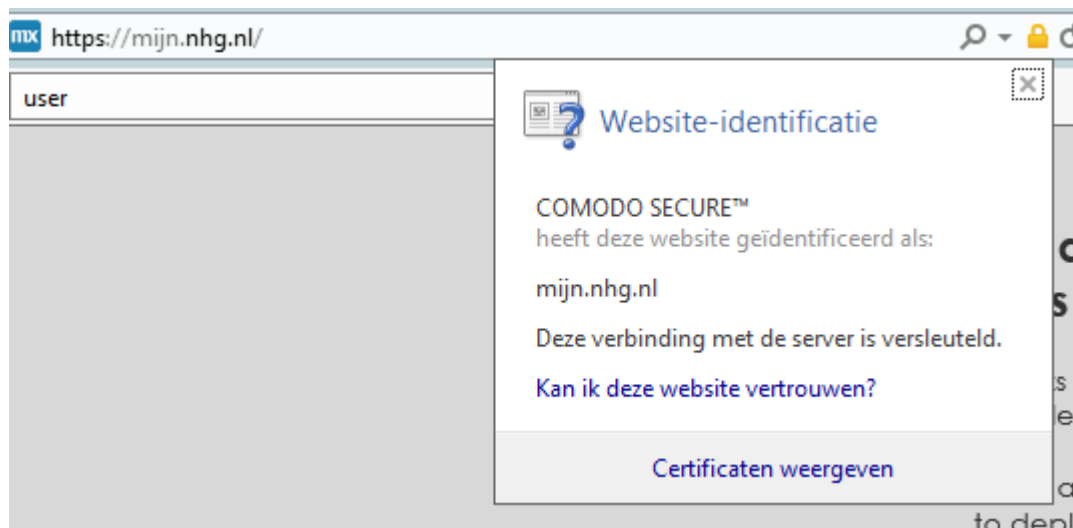 mx https://mijn.nhg.nl/
user
Website-identificatie
COMODO SECURE™
heeft deze website geïdentificeerd als:
mijn.nhg.nl
Deze verbinding met de server is versleuteld.
Kan ik deze website vertrouwen?
Certificaten weergeven
to